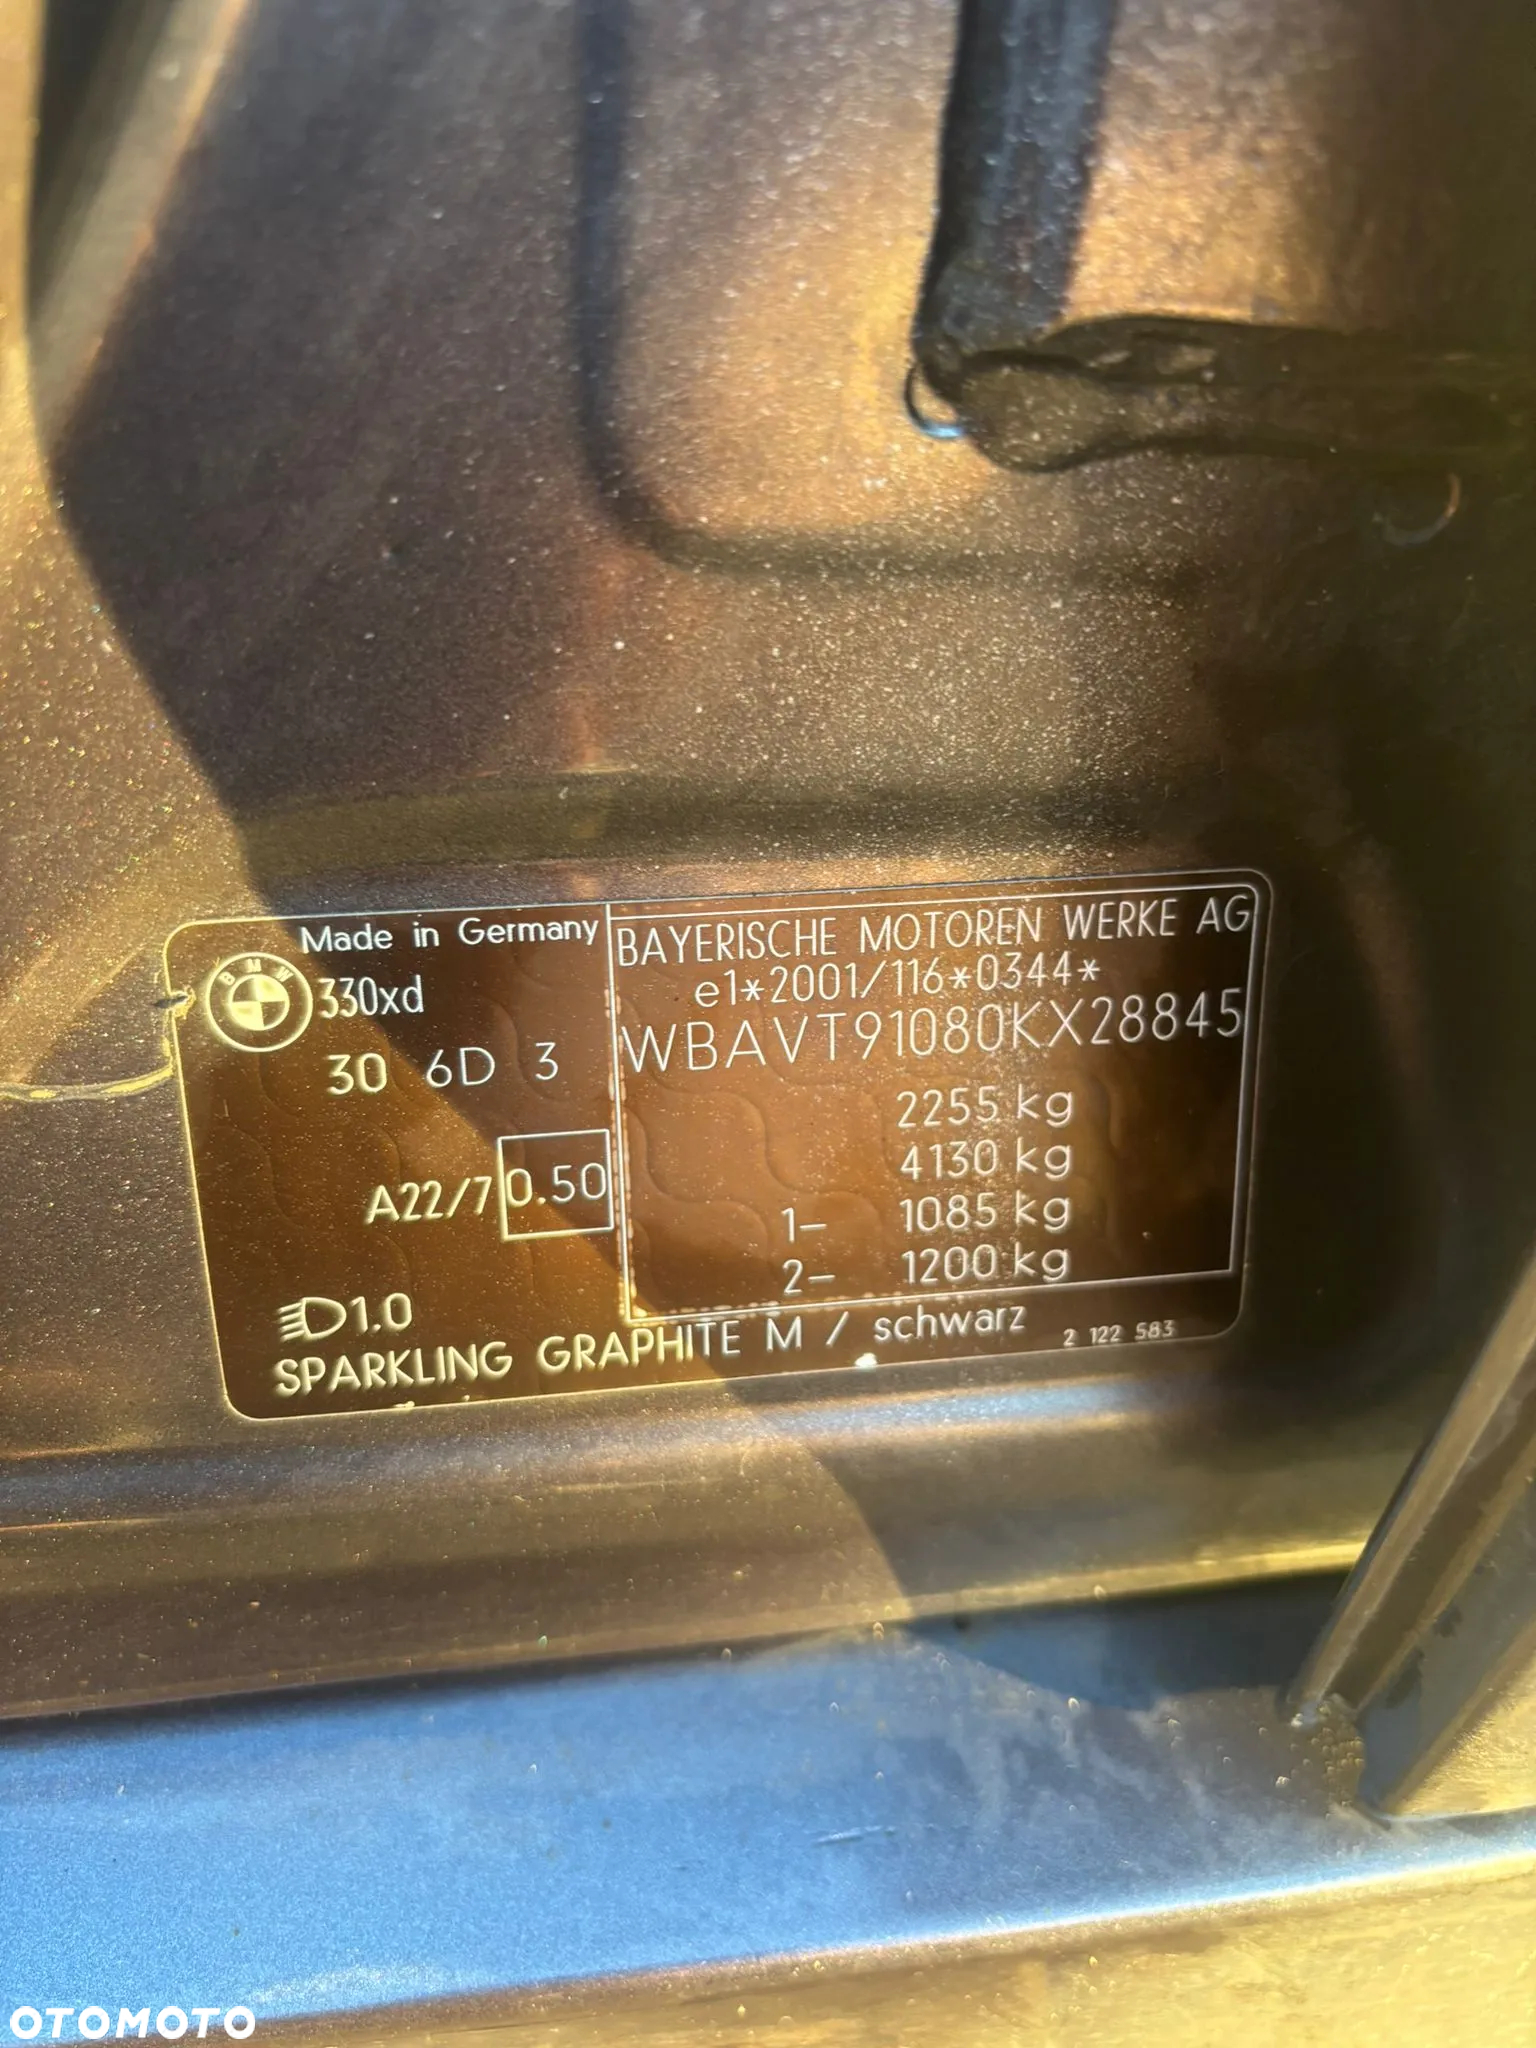 Made in Germany
BMW
330xd
30 6D 3
A22/7 0.50
1.0
SPARKLING GRAPHITE M / schwarz
2 122 583
BAYERISCHE MOTOREN WERKE AG
e1*2001/116*0344*
WBAVT91080KX28845
2255 kg
4130 kg
1– 1085 kg
2– 1200 kg
OTOMOTO